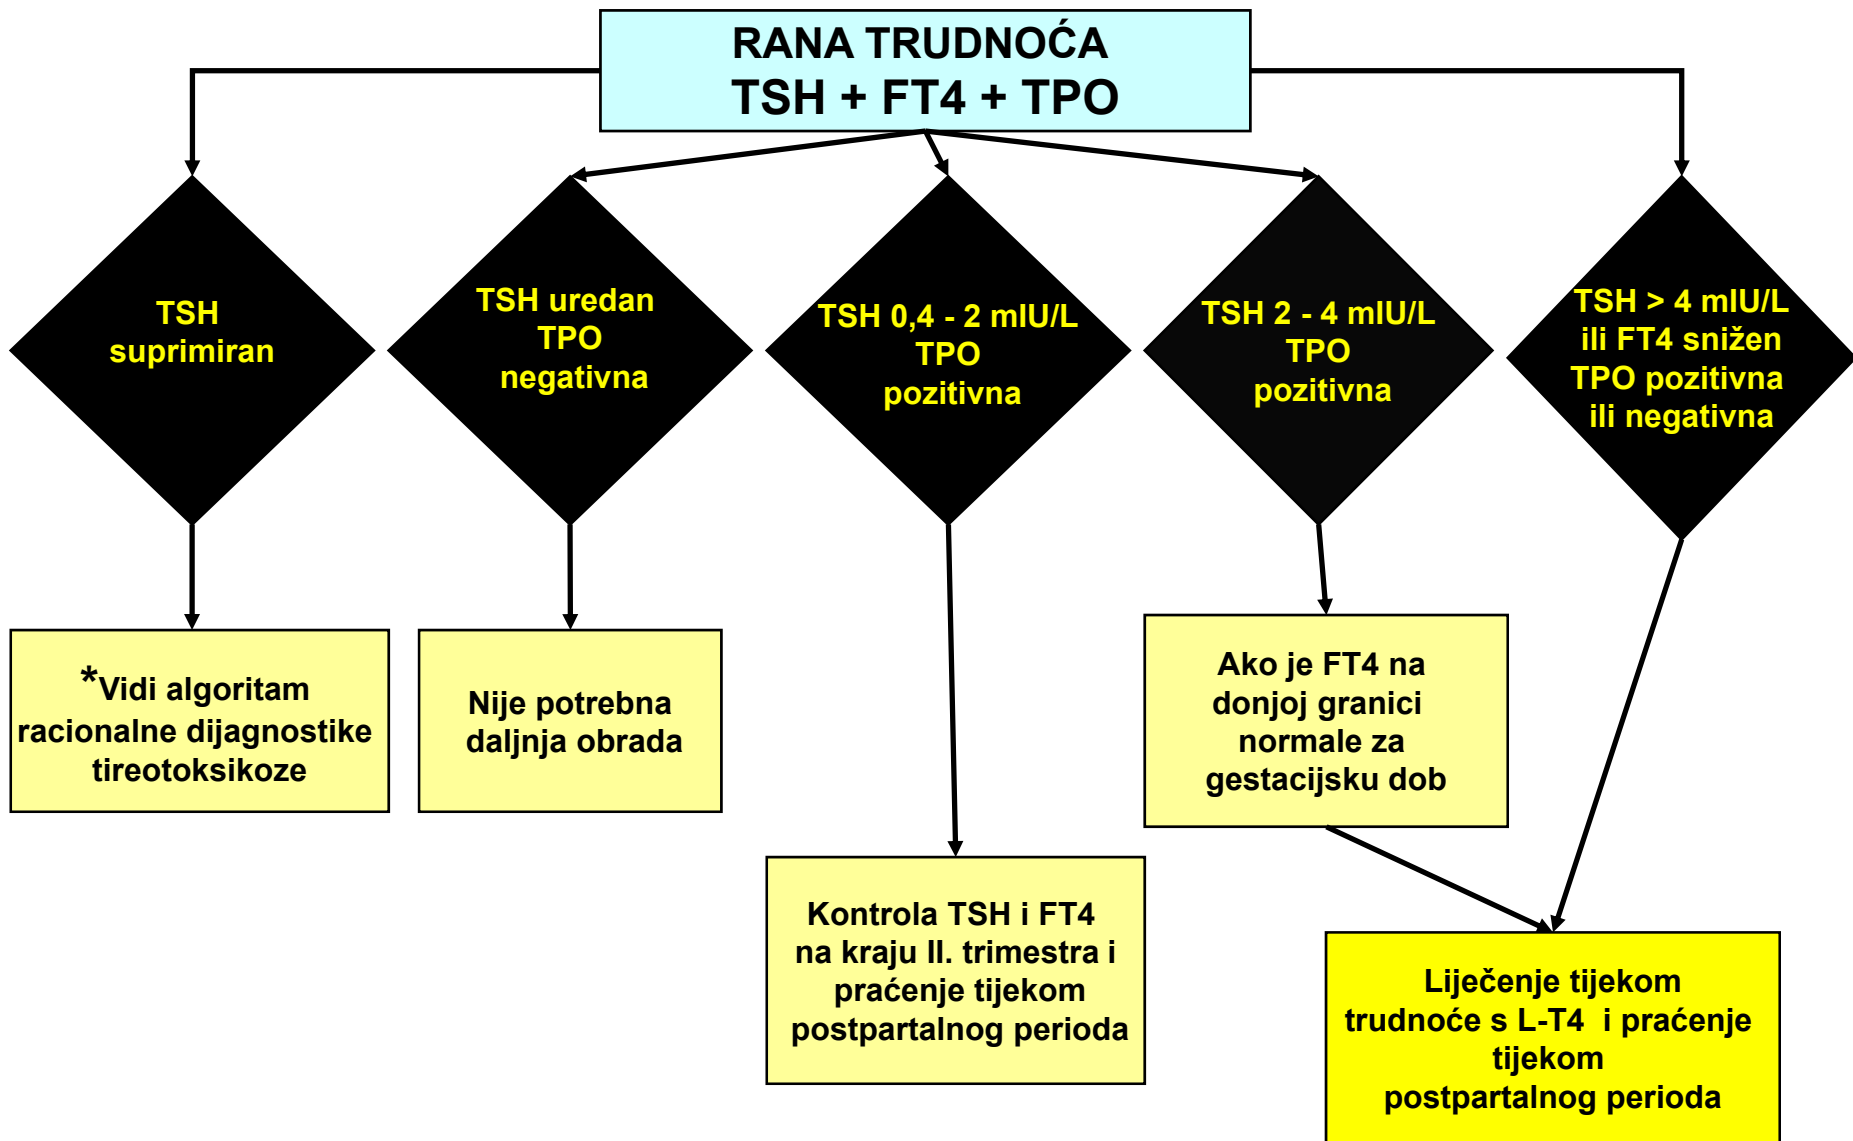 RANA TRUDNOĆA
TSH + FT4 + TPO
TSH
suprimiran
TSH uredan
TPO
negativna
TSH 0,4 - 2 mIU/L
TPO
pozitivna
TSH 2 - 4 mIU/L
TPO
pozitivna
TSH > 4 mIU/L
ili FT4 snižen
TPO pozitivna
ili negativna
*Vidi algoritam
racionalne dijagnostike
tireotoksikoze
Nije potrebna
daljnja obrada
Kontrola TSH i FT4
na kraju II. trimestra i
praćenje tijekom
postpartalnog perioda
Ako je FT4 na
donjoj granici
normale za
gestacijsku dob
Liječenje tijekom
trudnoće s L-T4 i praćenje
tijekom
postpartalnog perioda